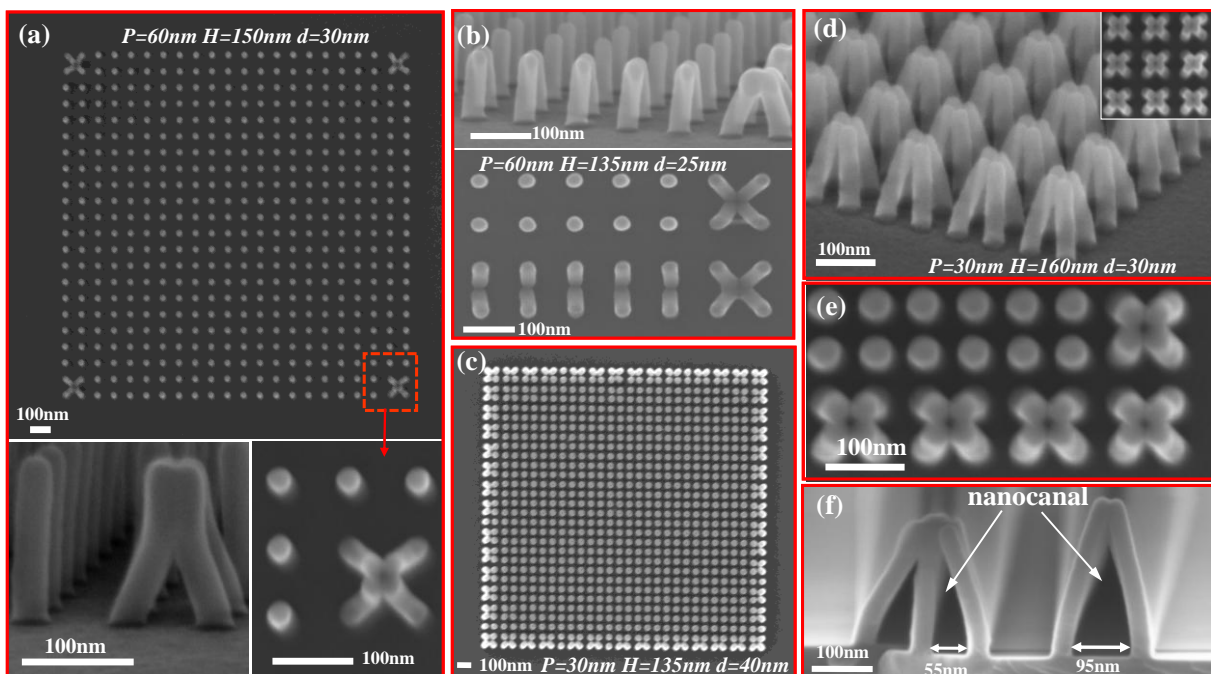 (a)
P=60nm H=150nm d=30nm
100nm
100nm
100nm
(b)
100nm
P=60nm H=135nm d=25nm
100nm
(c)
100nm P=30nm H=135nm d=40nm
(d)
100nm
P=30nm H=160nm d=30nm
(e)
100nm
(f)
nanocanal
100nm
55nm
95nm